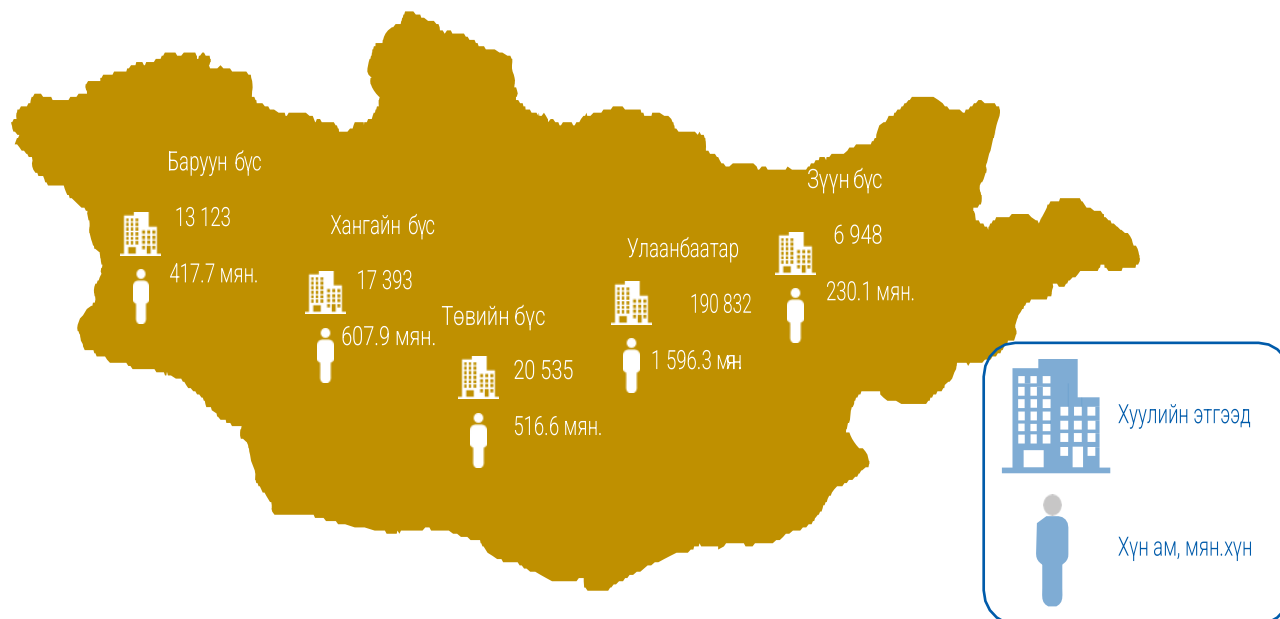 Баруун бүс
13 123
417.7 мян.
Хангайн бүс
17 393
607.9 мян.
Төвийн бүс
20 535
516.6 мян.
Улаанбаатар
190 832
1 596.3 мян
Зүүн бүс
6 948
230.1 мян.
Хуулийн этгээд
Хүн ам, мян.хүн